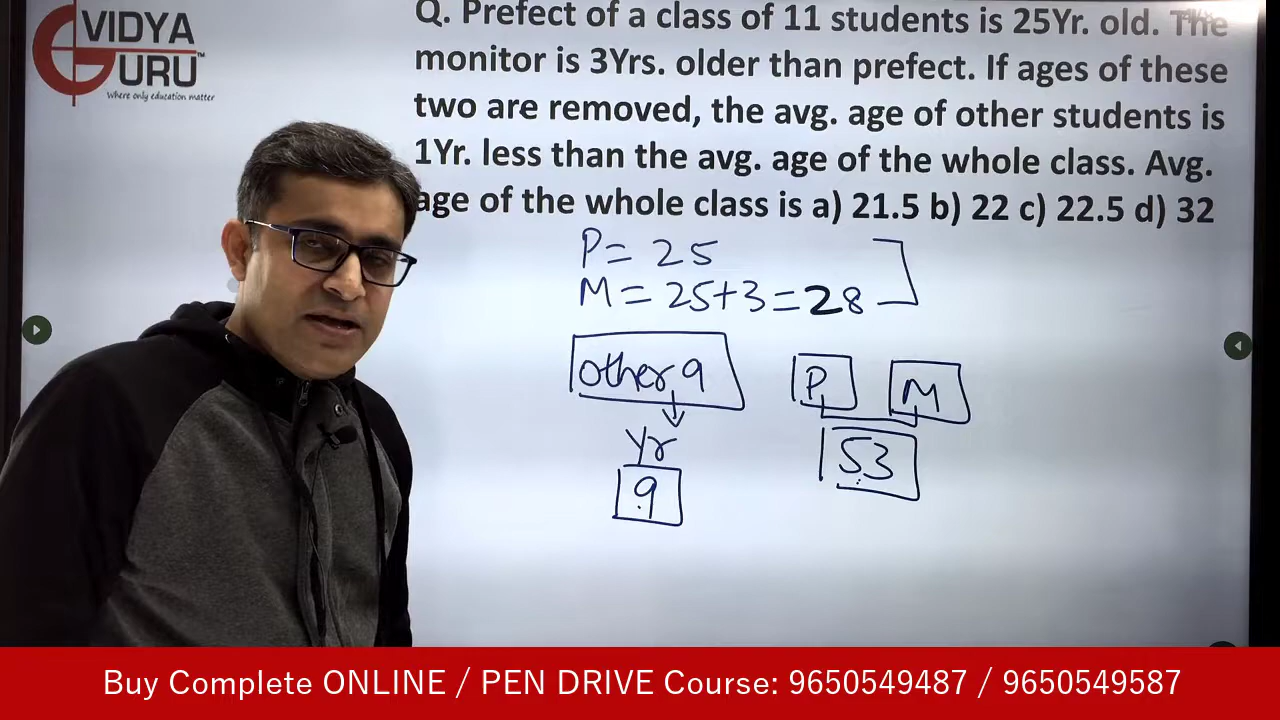 VIDYA
GURU™
Where only education matter
Q. Prefect of a class of 11 students is 25Yr. old. The
monitor is 3Yrs. older than prefect. If ages of these
two are removed, the avg. age of other students is
1Yr. less than the avg. age of the whole class. Avg.
age of the whole class is a) 21.5 b) 22 c) 22.5 d) 32
P = 25
M = 25+3 = 28
other 9
P M
Yr
53
9
Buy Complete ONLINE / PEN DRIVE Course: 9650549487 / 9650549587